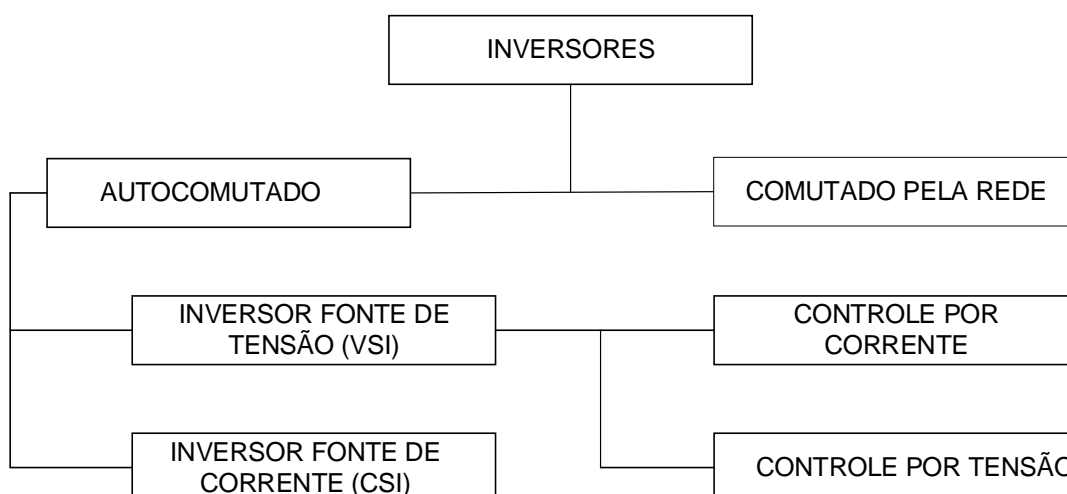 INVERSORES
AUTOCOMUTADO
COMUTADO PELA REDE
INVERSOR FONTE DE
TENSÃO (VSI)
CONTROLE POR
CORRENTE
INVERSOR FONTE DE
CORRENTE (CSI)
CONTROLE POR TENSÃO